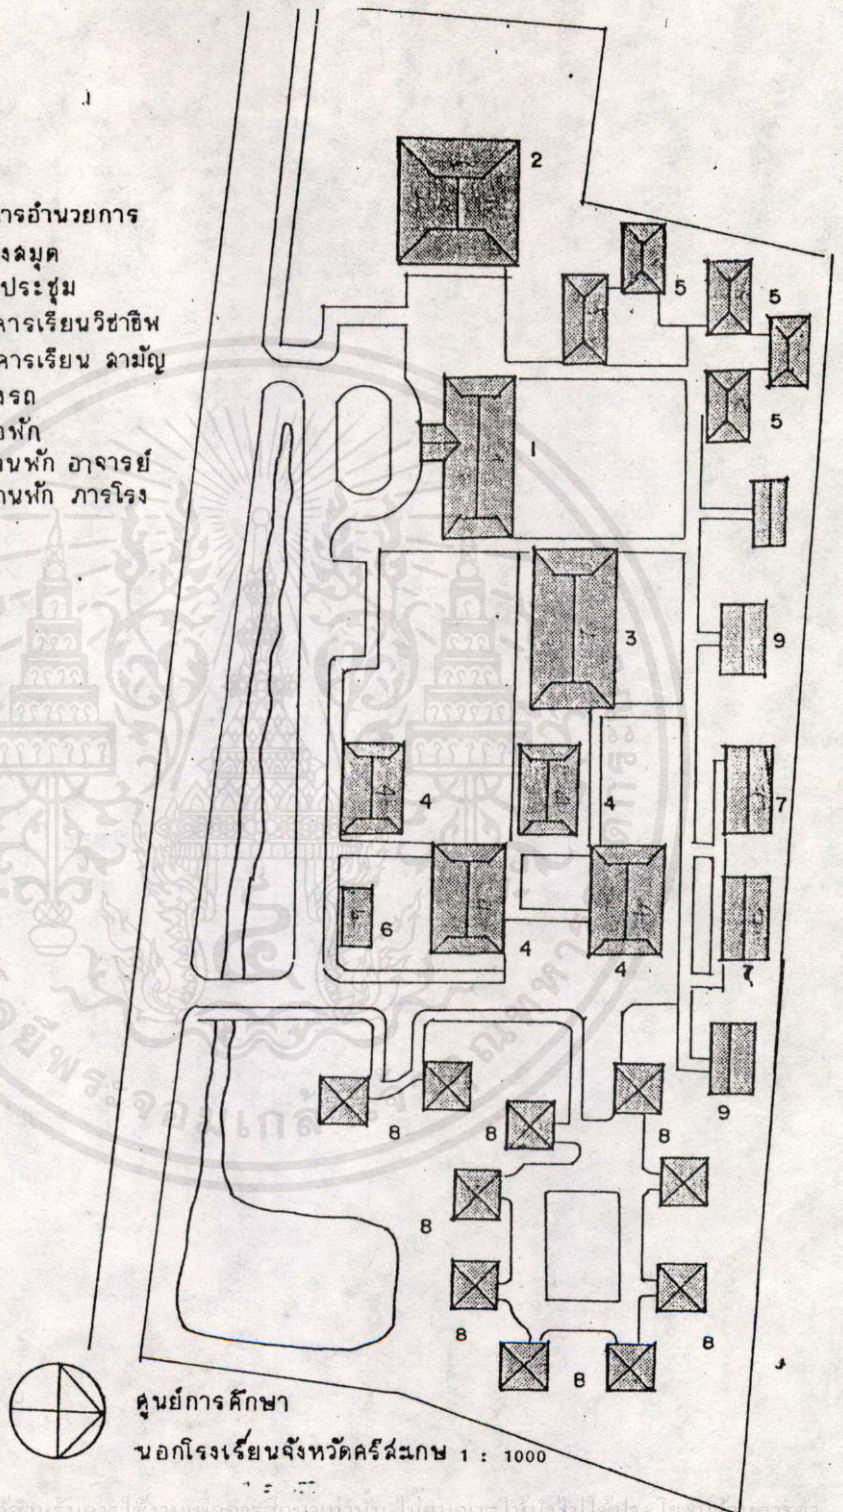 ารอำนวยการ
งสมุด
2
ประชุม
5
5
คารเรียนวิชาชีพ
คารเรียน สามัญ
งรถ
5
อพัก
1
านพัก อาจารย์
านพัก ภารโรง
3
9
4
4
7
6
4
4
7
9
8
8
8
8
8
8
8
ศูนย์การศึกษา
นอกโรงเรียนจังหวัดศรีสะเกษ 1 : 1000